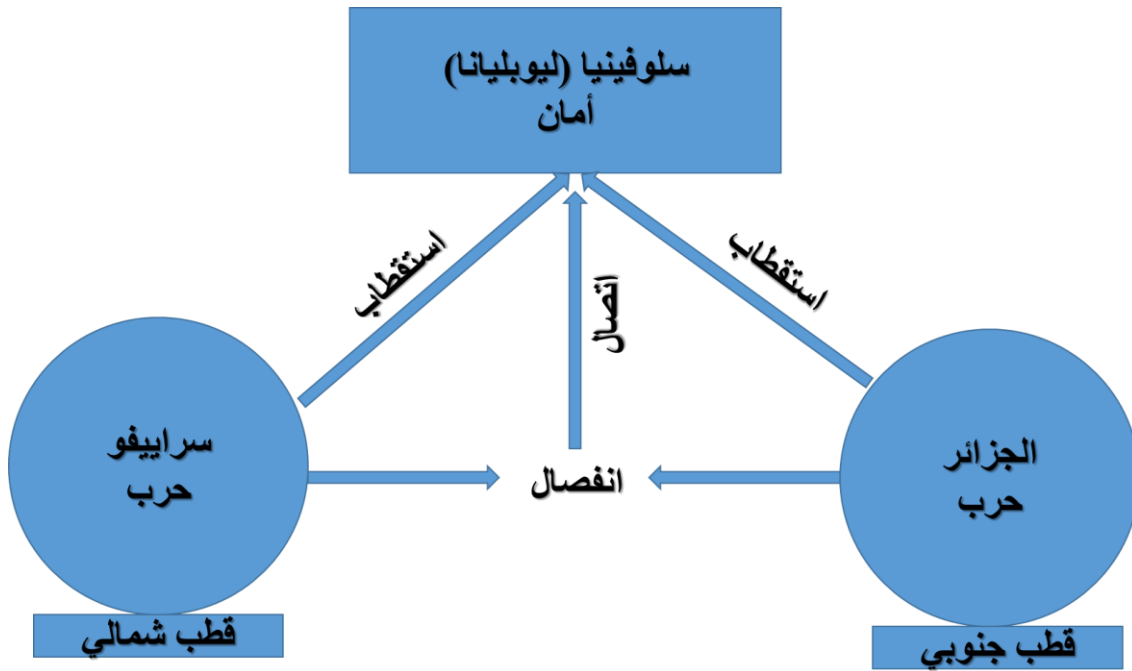 سلوفينيا (ليوبليانا)
أمان
استقطاب
اتصال
استقطاب
الجزائر
حرب
انفصال
سراييفو
حرب
قطب جنوبي
قطب شمالي